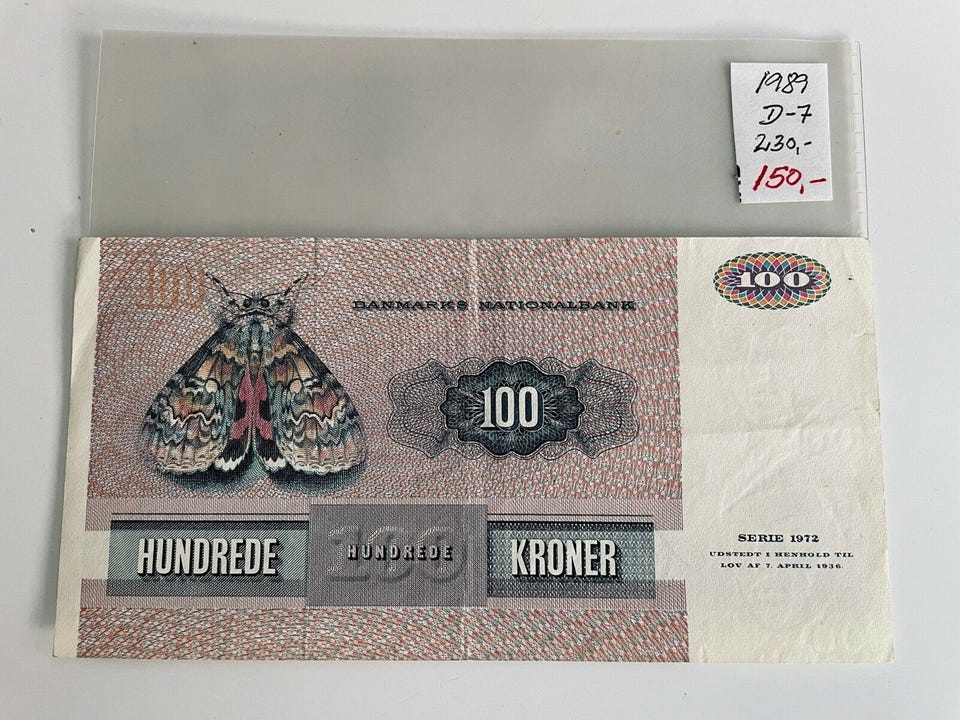 1989
D-7
230,-
150,-
100
DANMARKS NATIONALBANK
100
HUNDREDE
100
HUNDREDE
KRONER
SERIE 1972
UDSTEDT I HENHOLD TIL
LOV AF 7. APRIL 1936.